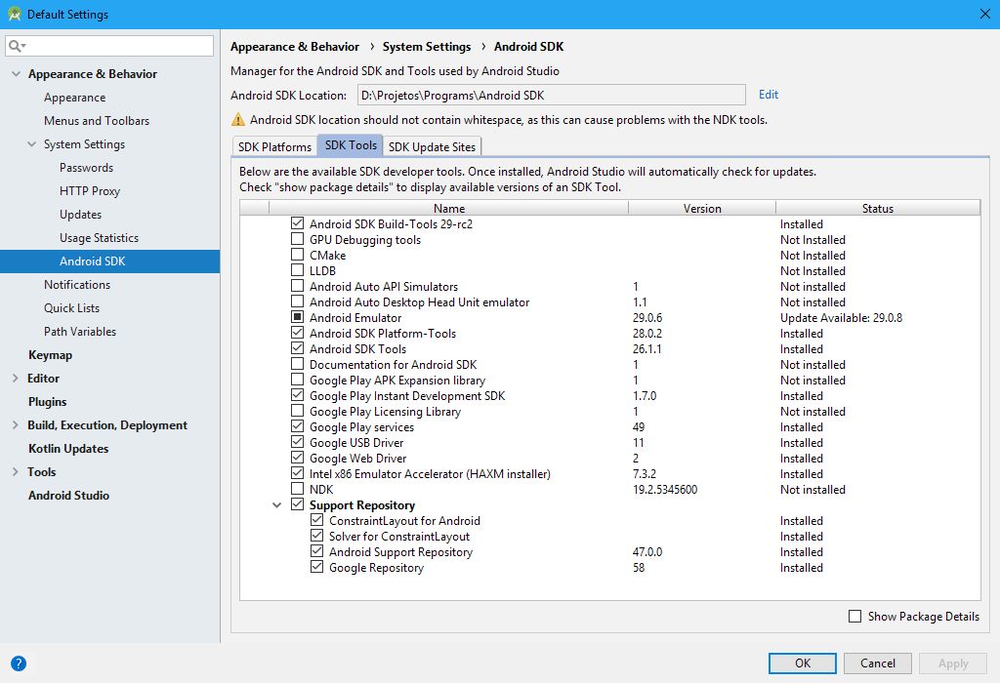 Default Settings
Appearance & Behavior
Appearance
Menus and Toolbars
System Settings
Passwords
HTTP Proxy
Updates
Usage Statistics
Android SDK
Notifications
Quick Lists
Path Variables
Keymap
Editor
Plugins
Build, Execution, Deployment
Kotlin Updates
Tools
Android Studio
Appearance & Behavior › System Settings › Android SDK
Manager for the Android SDK and Tools used by Android Studio
Android SDK Location: D:\Projetos\Programs\Android SDK Edit
Android SDK location should not contain whitespace, as this can cause problems with the NDK tools.
SDK Platforms SDK Tools SDK Update Sites
Below are the available SDK developer tools. Once installed, Android Studio will automatically check for updates.
Check "show package details" to display available versions of an SDK Tool.
Name Version Status
Android SDK Build-Tools 29-rc2 Installed
GPU Debugging tools Not Installed
CMake Not Installed
LLDB Not Installed
Android Auto API Simulators 1 Not installed
Android Auto Desktop Head Unit emulator 1.1 Not installed
Android Emulator 29.0.6 Update Available: 29.0.8
Android SDK Platform-Tools 28.0.2 Installed
Android SDK Tools 26.1.1 Installed
Documentation for Android SDK 1 Not installed
Google Play APK Expansion library 1 Not installed
Google Play Instant Development SDK 1.7.0 Installed
Google Play Licensing Library 1 Not installed
Google Play services 49 Installed
Google USB Driver 11 Installed
Google Web Driver 2 Installed
Intel x86 Emulator Accelerator (HAXM installer) 7.3.2 Installed
NDK 19.2.5345600 Not installed
Support Repository
ConstraintLayout for Android Installed
Solver for ConstraintLayout Installed
Android Support Repository 47.0.0 Installed
Google Repository 58 Installed
Show Package Details
? OK Cancel Apply